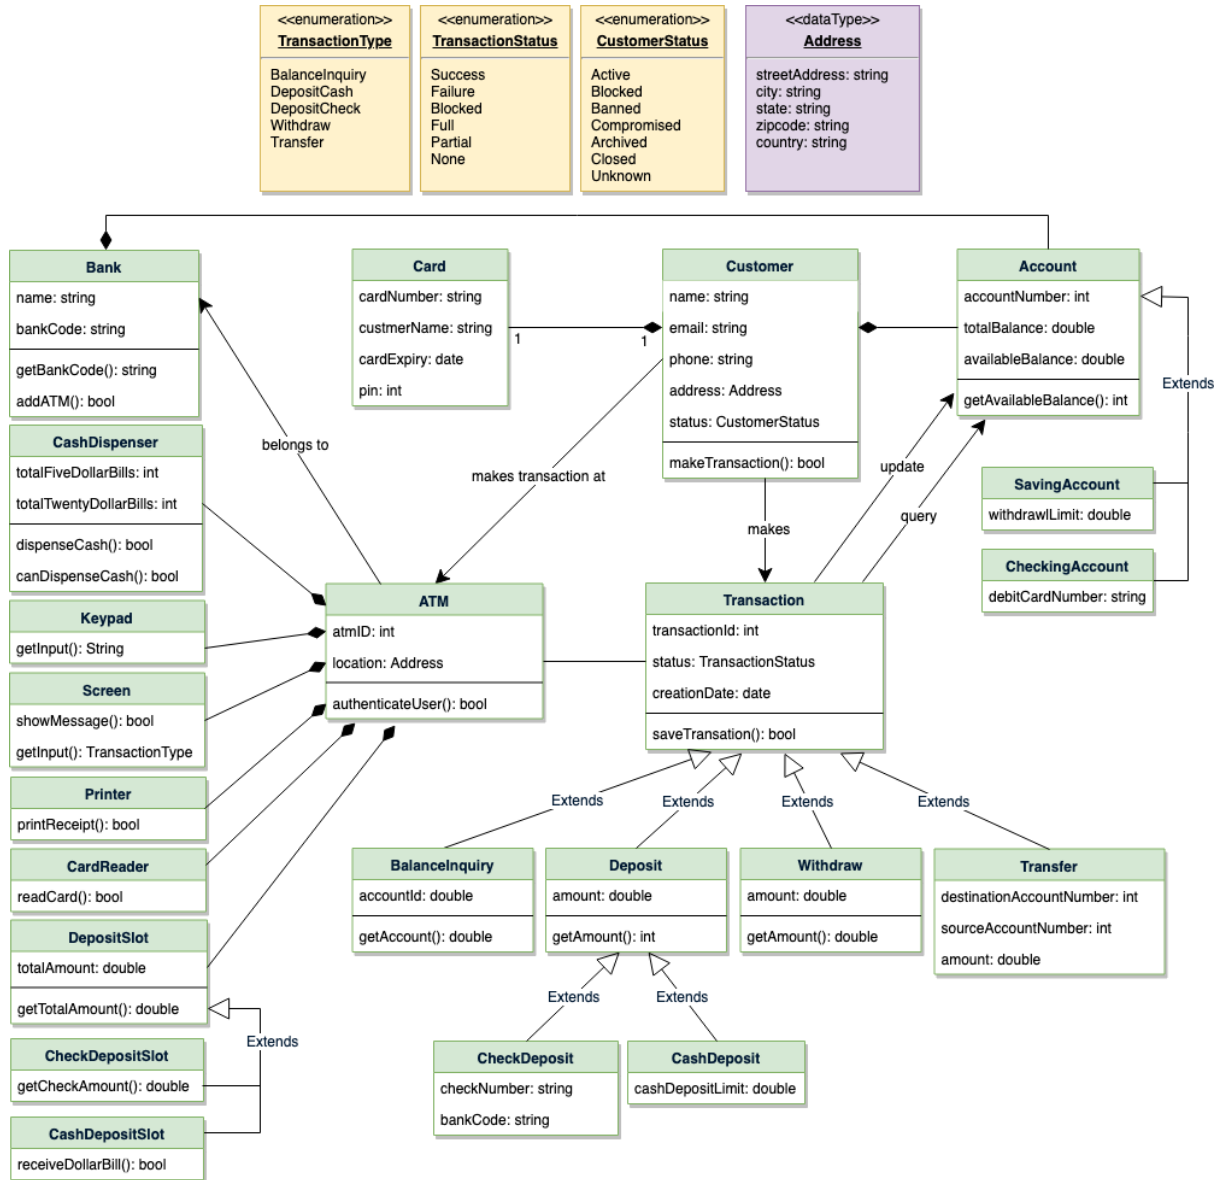 <<enumeration>>
TransactionType
BalanceInquiry
DepositCash
DepositCheck
Withdraw
Transfer
<<enumeration>>
TransactionStatus
Success
Failure
Blocked
Full
Partial
None
<<enumeration>>
CustomerStatus
Active
Blocked
Banned
Compromised
Archived
Closed
Unknown
<<dataType>>
Address
streetAddress: string
city: string
state: string
zipcode: string
country: string
Bank
name: string
bankCode: string
getBankCode(): string
addATM(): bool
Card
cardNumber: string
custmerName: string
cardExpiry: date
pin: int
1
1
Customer
name: string
email: string
phone: string
address: Address
status: CustomerStatus
makeTransaction(): bool
Account
accountNumber: int
totalBalance: double
availableBalance: double
getAvailableBalance(): int
Extends
belongs to
makes transaction at
makes
update
query
SavingAccount
withdrawlLimit: double
CheckingAccount
debitCardNumber: string
CashDispenser
totalFiveDollarBills: int
totalTwentyDollarBills: int
dispenseCash(): bool
canDispenseCash(): bool
Keypad
getInput(): String
Screen
showMessage(): bool
getInput(): TransactionType
Printer
printReceipt(): bool
CardReader
readCard(): bool
DepositSlot
totalAmount: double
getTotalAmount(): double
Extends
CheckDepositSlot
getCheckAmount(): double
CashDepositSlot
receiveDollarBill(): bool
ATM
atmID: int
location: Address
authenticateUser(): bool
Transaction
transactionId: int
status: TransactionStatus
creationDate: date
saveTransation(): bool
Extends
Extends
Extends
Extends
BalanceInquiry
accountId: double
getAccount(): double
Deposit
amount: double
getAmount(): int
Withdraw
amount: double
getAmount(): double
Transfer
destinationAccountNumber: int
sourceAccountNumber: int
amount: double
Extends
Extends
CheckDeposit
checkNumber: string
bankCode: string
CashDeposit
cashDepositLimit: double